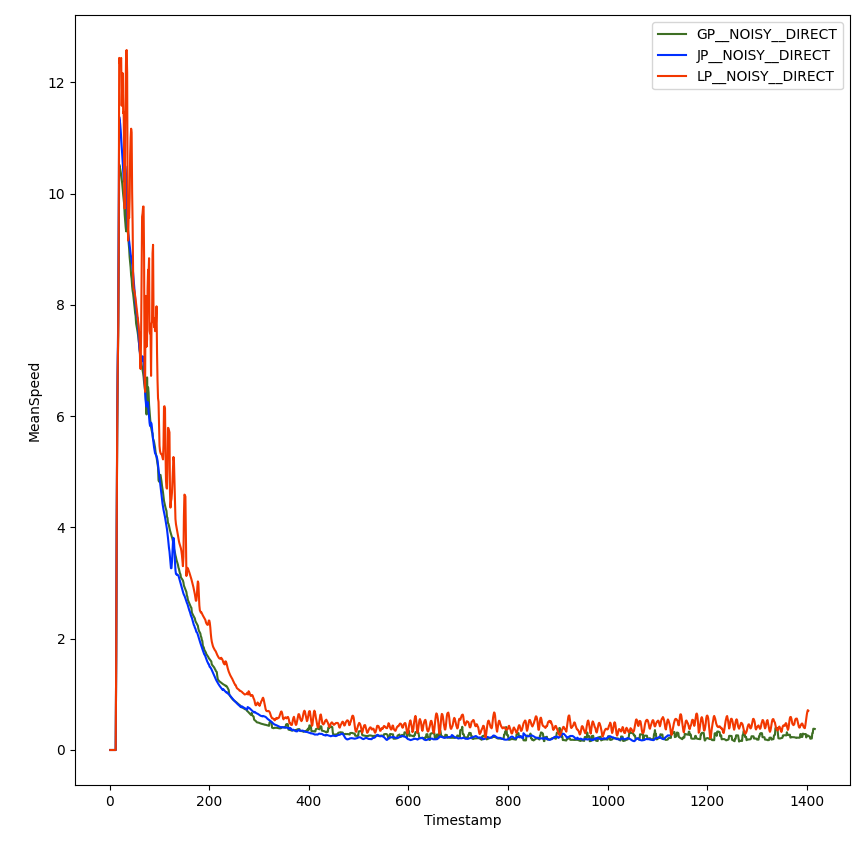 GP__NOISY__DIRECT
JP__NOISY__DIRECT
LP__NOISY__DIRECT
12
10
8
6
4
2
0
MeanSpeed
0 200 400 600 800 1000 1200 1400
Timestamp